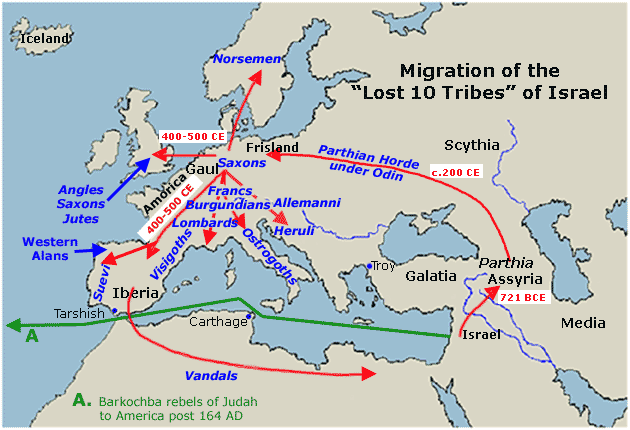 Iceland
Norsemen
Migration of the
"Lost 10 Tribes" of Israel
400-500 CE
Frisland
Scythia
Saxons
Gaul
Parthian Horde
under Odin
c.200 CE
Angles
Saxons
Jutes
Amorica
400-500 CE
Francs
Burgundians
Allemanni
Lombards
Heruli
Western
Alans
Visigoths
Ostrogoths
Suevi
Iberia
Troy
Galatia
Parthia
Assyria
721 BCE
Tarshish
Carthage
Israel
Media
A
Vandals
A. Barkochba rebels of Judah
to America post 164 AD